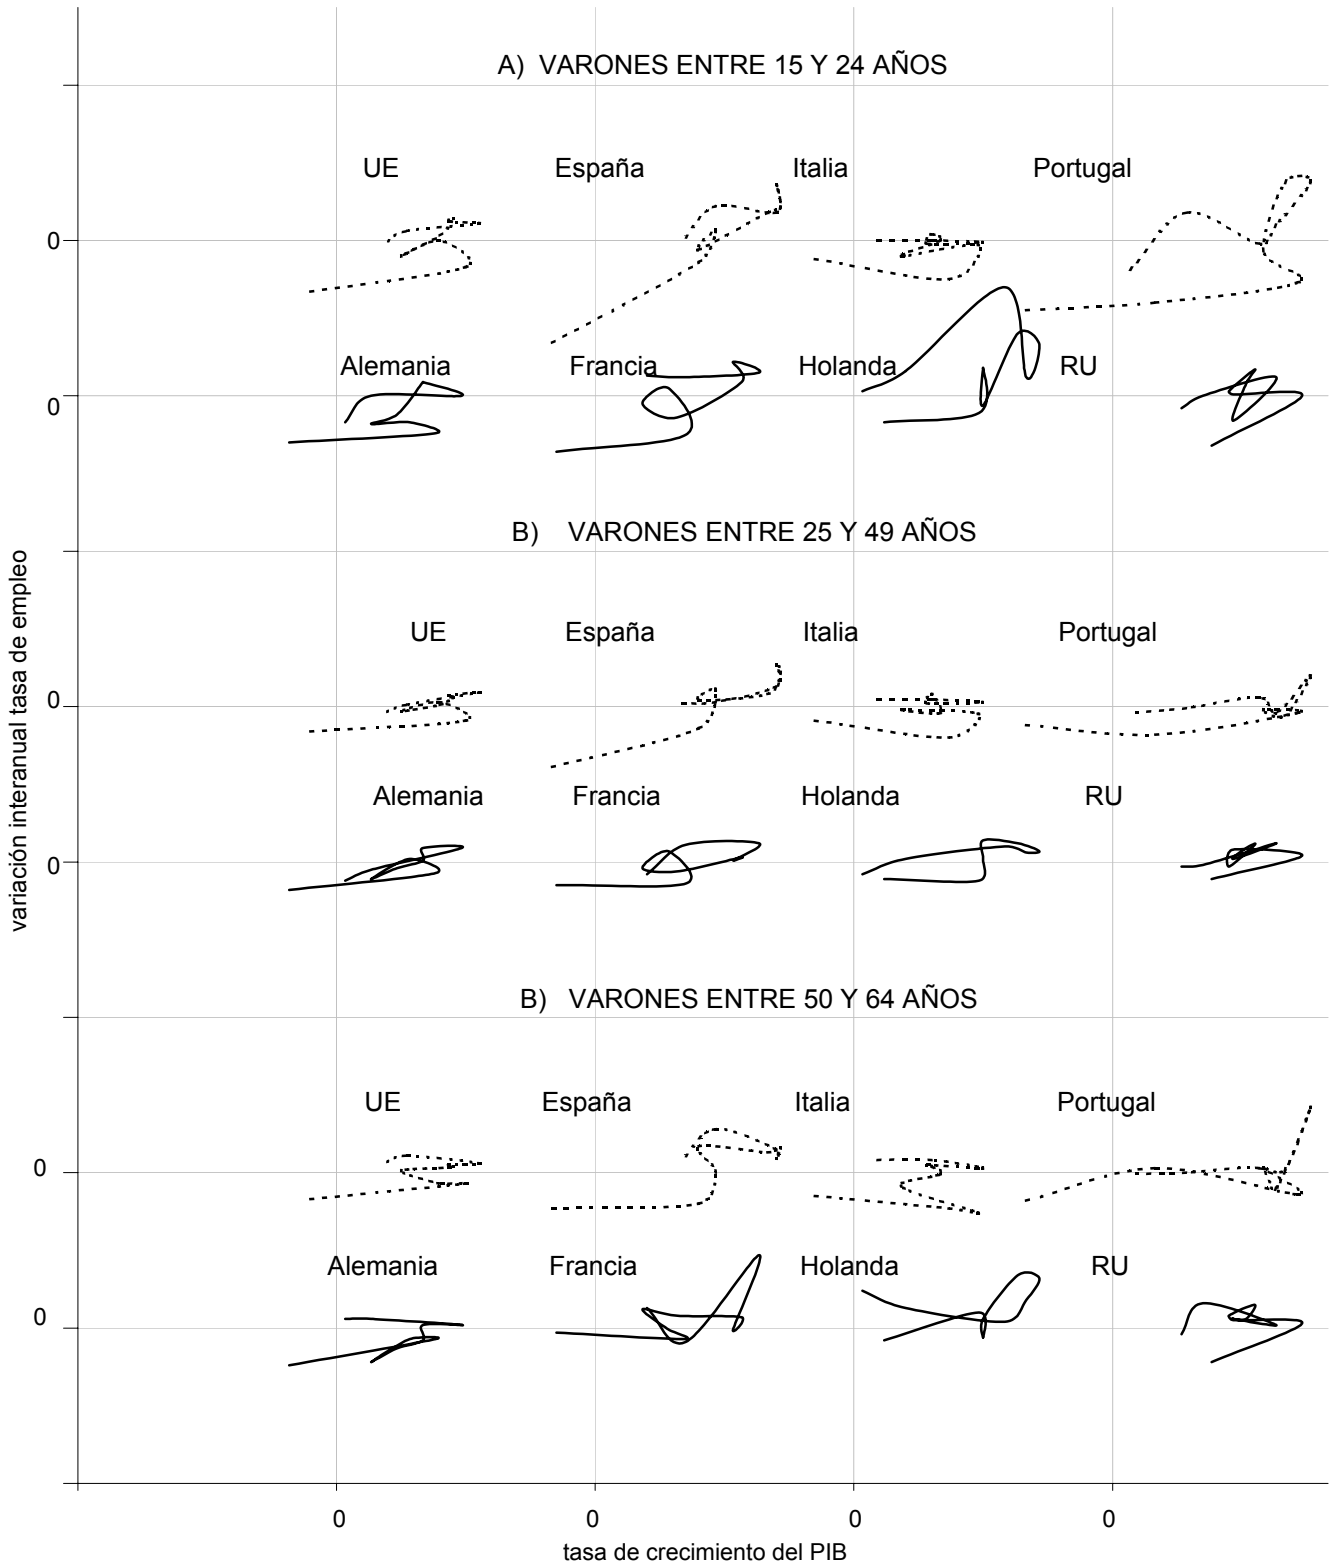 A) VARONES ENTRE 15 Y 24 AÑOS
UE España Italia Portugal
0
Alemania Francia Holanda RU
0
B) VARONES ENTRE 25 Y 49 AÑOS
variación interanual tasa de empleo
UE España Italia Portugal
0
Alemania Francia Holanda RU
0
B) VARONES ENTRE 50 Y 64 AÑOS
UE España Italia Portugal
0
Alemania Francia Holanda RU
0
0 0 0 0
tasa de crecimiento del PIB